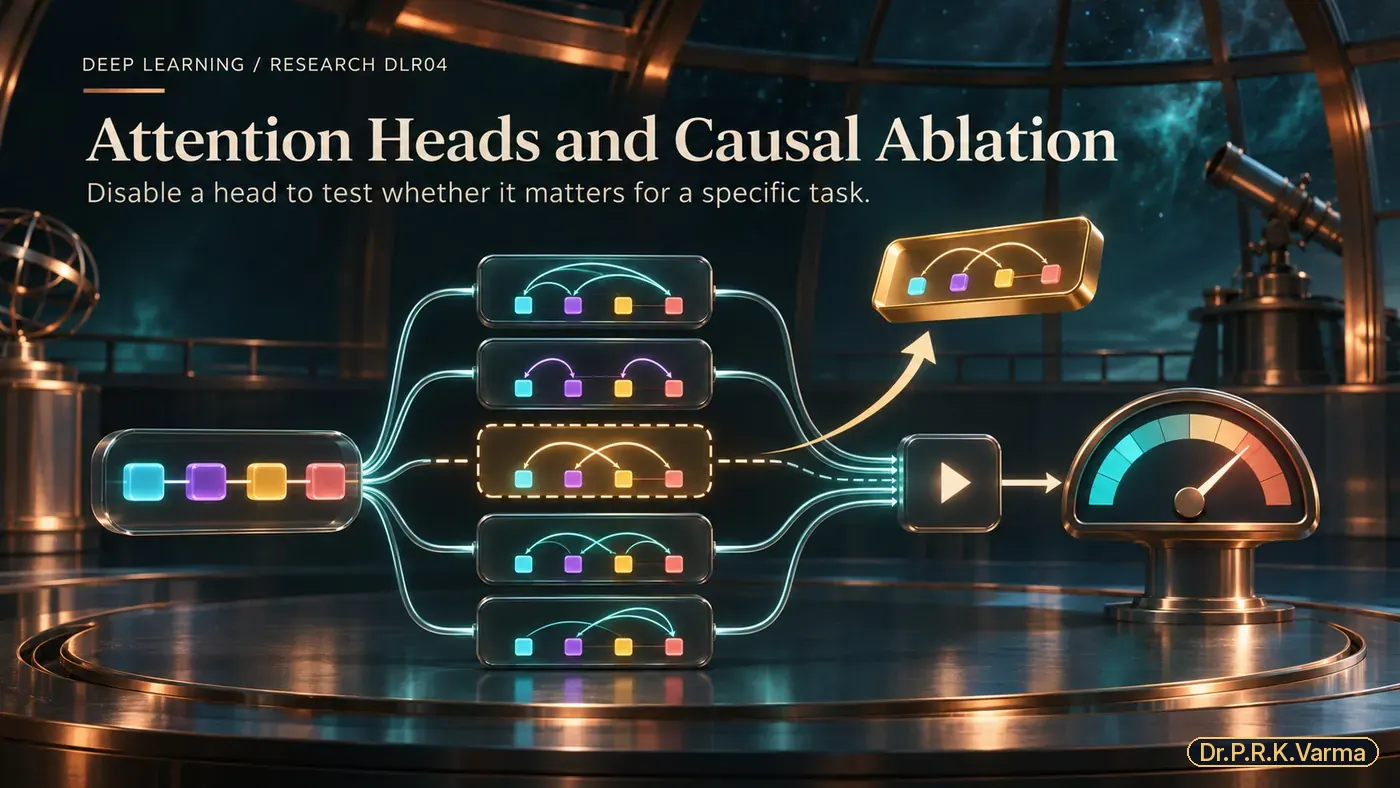 DEEP LEARNING / RESEARCH DLR04
Attention Heads and Causal Ablation
Disable a head to test whether it matters for a specific task.
Dr.P.R.K.Varma